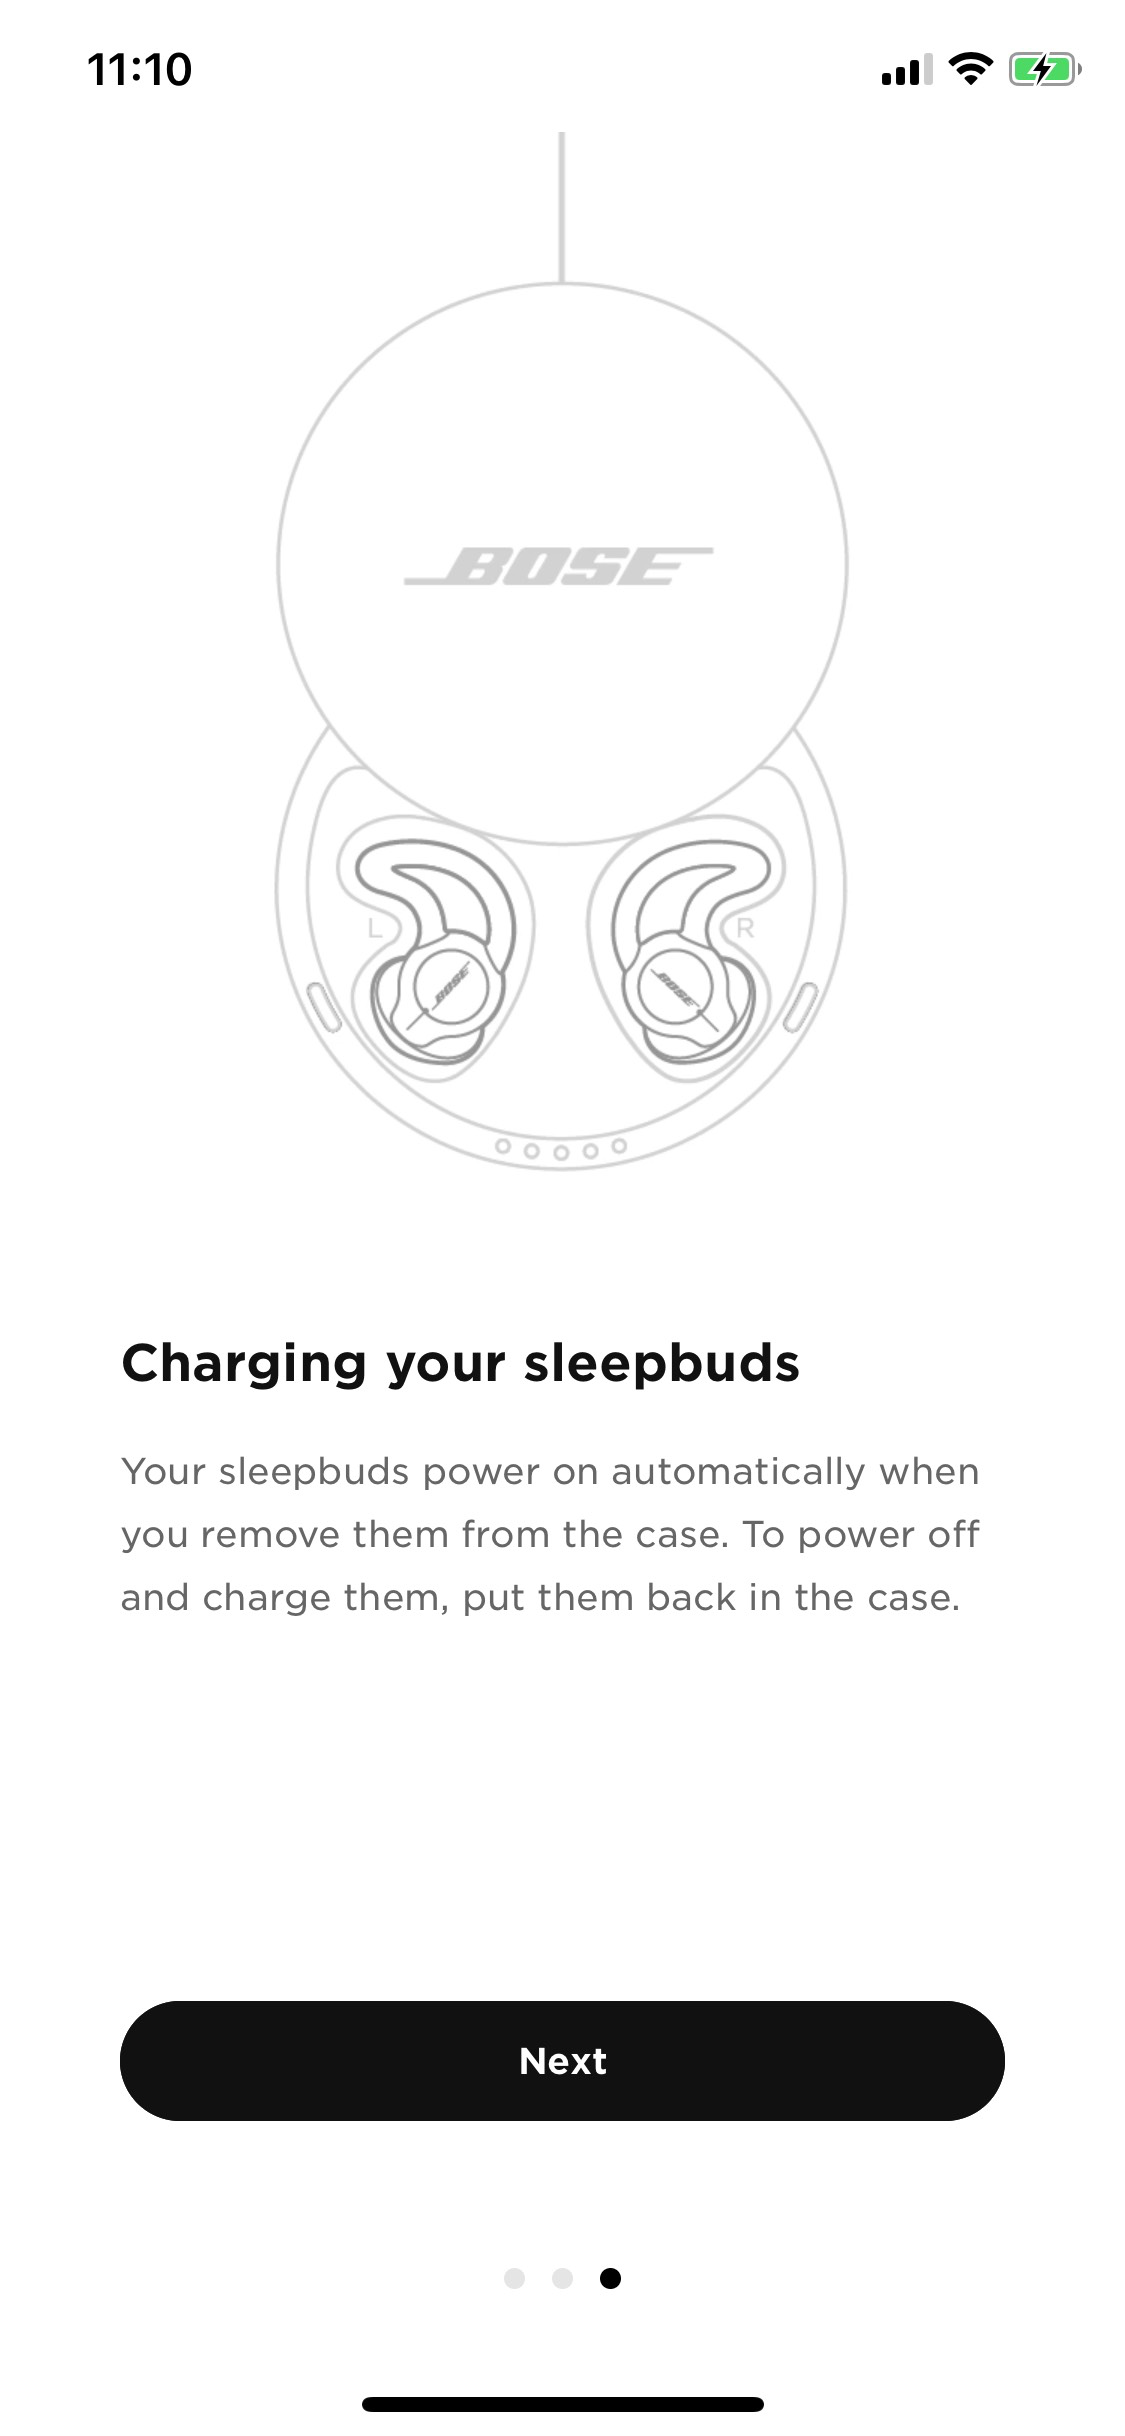 11:10
BOSE
L
R
BOSE
BOSE
Charging your sleepbuds
Your sleepbuds power on automatically when
you remove them from the case. To power off
and charge them, put them back in the case.
Next